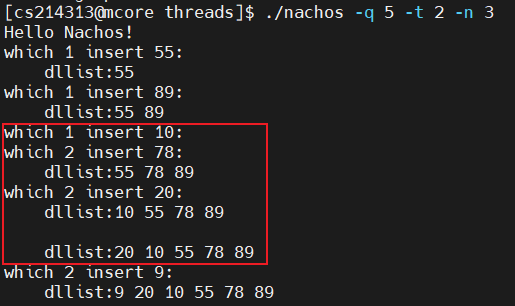 [cs214313@mcore threads]$ ./nachos -q 5 -t 2 -n 3
Hello Nachos!
which 1 insert 55:
    dllist:55
which 1 insert 89:
    dllist:55 89
which 1 insert 10:
which 2 insert 78:
    dllist:55 78 89
which 2 insert 20:
    dllist:10 55 78 89

    dllist:20 10 55 78 89
which 2 insert 9:
    dllist:9 20 10 55 78 89